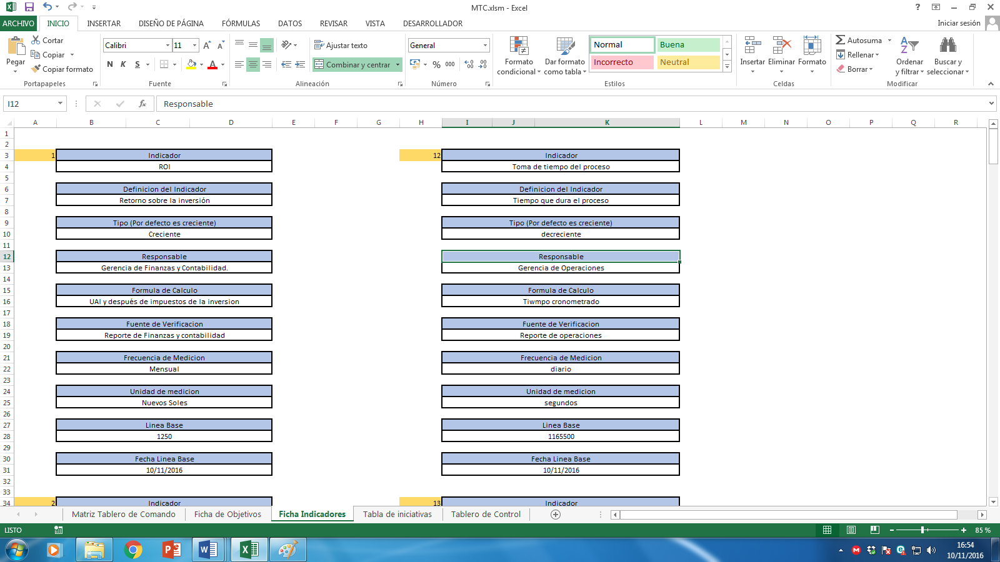 MTC.xlsm - Excel
ARCHIVO INICIO INSERTAR DISEÑO DE PÁGINA FÓRMULAS DATOS REVISAR VISTA DESARROLLADOR Iniciar sesión
Pegar
Cortar
Copiar
Copiar formato
Portapapeles
Calibri 11
N K S
Fuente
Ajustar texto
Combinar y centrar
Alineación
General
% 000
Número
Formato condicional
Dar formato como tabla
Normal Buena
Incorrecto Neutral
Estilos
Insertar Eliminar Formato
Celdas
Autosuma
Rellenar
Borrar
Ordenar y filtrar
Buscar y seleccionar
Modificar
I12 fx Responsable
A B C D E F G H I J K L M N O P Q R
1
2
3 1 Indicador 12 Indicador
4 ROI Toma de tiempo del proceso
5
6 Definicion del Indicador Definicion del Indicador
7 Retorno sobre la inversión Tiempo que dura el proceso
8
9 Tipo (Por defecto es creciente) Tipo (Por defecto es creciente)
10 Creciente decreciente
11
12 Responsable Responsable
13 Gerencia de Finanzas y Contabilidad. Gerencia de Operaciones
14
15 Formula de Calculo Formula de Calculo
16 UAI y después de impuestos de la inversion Tiwmpo cronometrado
17
18 Fuente de Verificacion Fuente de Verificacion
19 Reporte de Finanzas y contabilidad Reporte de operaciones
20
21 Frecuencia de Medicion Frecuencia de Medicion
22 Mensual diario
23
24 Unidad de medicion Unidad de medicion
25 Nuevos Soles segundos
26
27 Linea Base Linea Base
28 1250 1165500
29
30 Fecha Linea Base Fecha Linea Base
31 10/11/2016 10/11/2016
32
33
34 2 Indicador 13 Indicador
Matriz Tablero de Comando Ficha de Objetivos Ficha Indicadores Tabla de iniciativas Tablero de Control
LISTO 85 %
16:54
10/11/2016